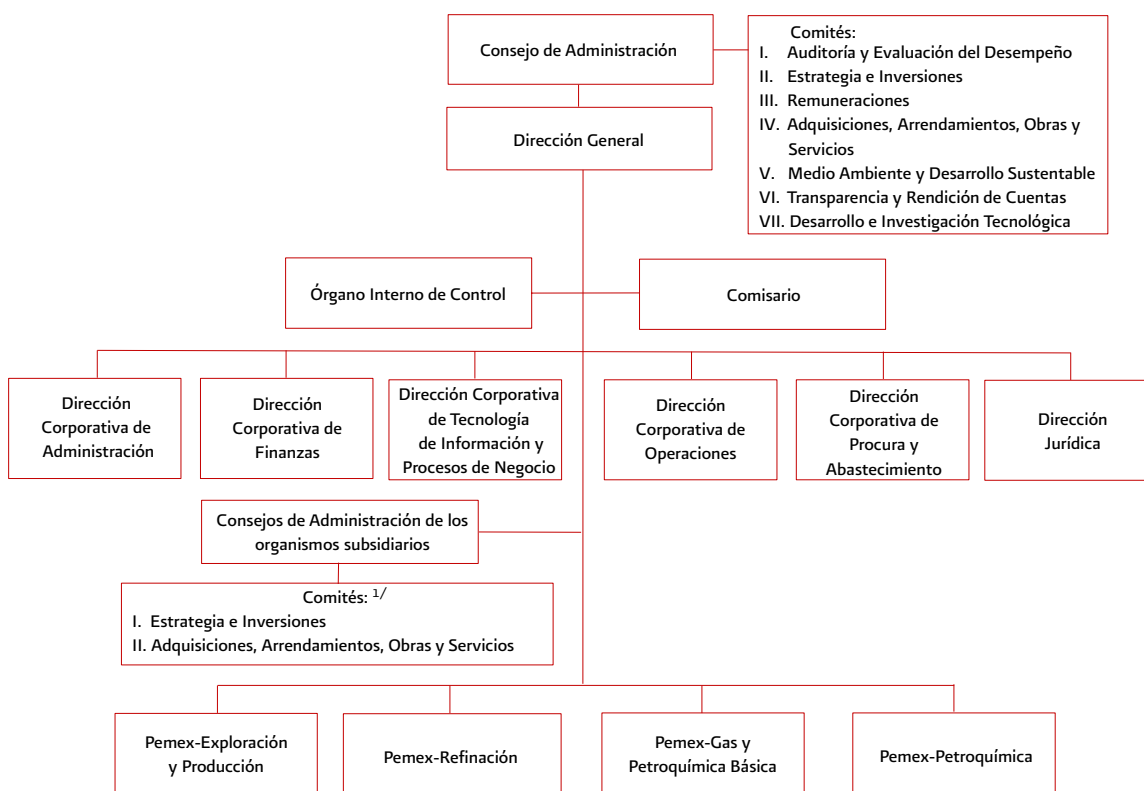 Consejo de Administración
Comités:
I. Auditoría y Evaluación del Desempeño
II. Estrategia e Inversiones
III. Remuneraciones
IV. Adquisiciones, Arrendamientos, Obras y
Servicios
V. Medio Ambiente y Desarrollo Sustentable
VI. Transparencia y Rendición de Cuentas
VII. Desarrollo e Investigación Tecnológica
Dirección General
Órgano Interno de Control
Comisario
Dirección
Corporativa de
Administración
Dirección
Corporativa de
Finanzas
Dirección Corporativa
de Tecnología
de Información y
Procesos de Negocio
Dirección
Corporativa de
Operaciones
Dirección
Corporativa de
Procura y
Abastecimiento
Dirección
Jurídica
Consejos de Administración de los
organismos subsidiarios
Comités: 1/
I. Estrategia e Inversiones
II. Adquisiciones, Arrendamientos, Obras y Servicios
Pemex-Exploración
y Producción
Pemex-Refinación
Pemex-Gas y
Petroquímica Básica
Pemex-Petroquímica